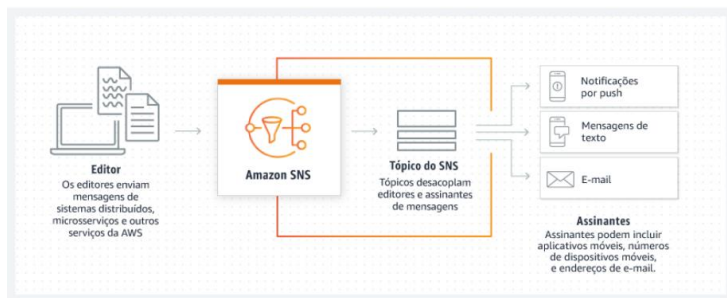 Editor
Os editores enviam
mensagens de
sistemas distribuídos,
microsserviços e outros
serviços da AWS
Amazon SNS
Tópico do SNS
Tópicos desacoplam
editores e assinantes
de mensagens
Notificações
por push
Mensagens de
texto
E-mail
Assinantes
Assinantes podem incluir
aplicativos móveis, números
de dispositivos móveis,
e endereços de e-mail.